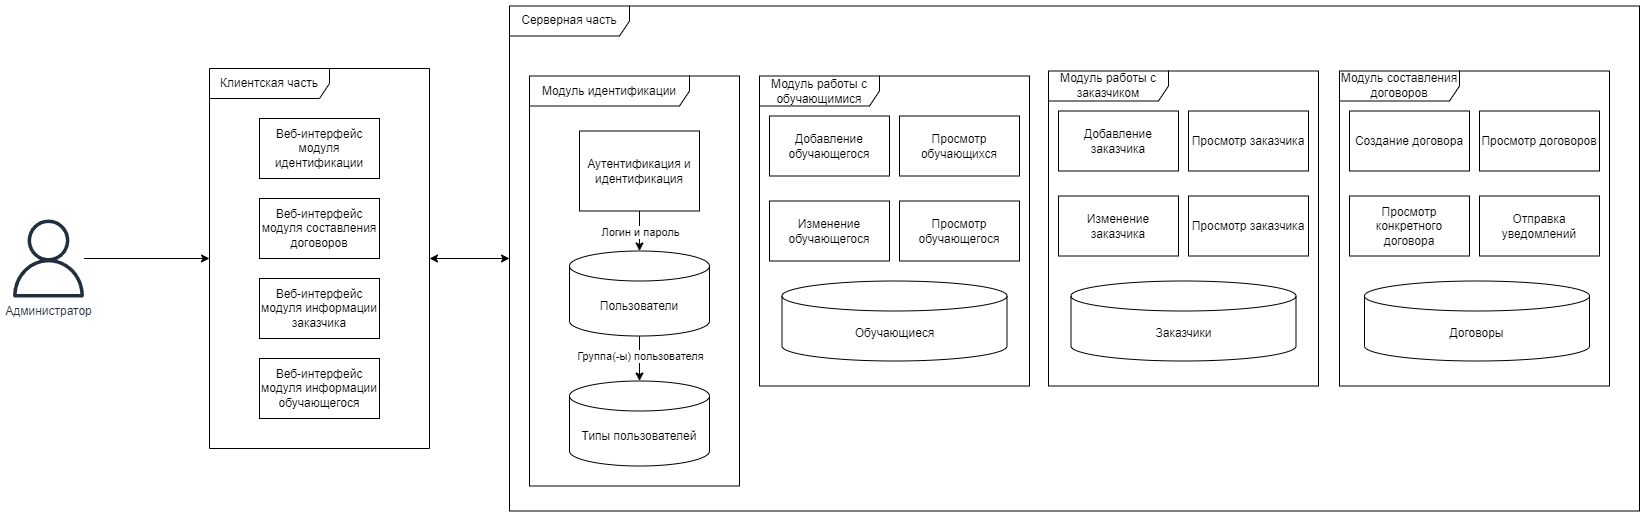 Администратор
Клиентская часть
Веб-интерфейс
модуля
идентификации
Веб-интерфейс
модуля составления
договоров
Веб-интерфейс
модуля информации
заказчика
Веб-интерфейс
модуля информации
обучающегося
Серверная часть
Модуль идентификации
Аутентификация и
идентификация
Логин и пароль
Пользователи
Группа(-ы) пользователя
Типы пользователей
Модуль работы с
обучающимися
Добавление
обучающегося
Просмотр
обучающихся
Изменение
обучающегося
Просмотр
обучающегося
Обучающиеся
Модуль работы с
заказчиком
Добавление
заказчика
Просмотр заказчика
Изменение
заказчика
Просмотр заказчика
Заказчики
Модуль составления
договоров
Создание договора
Просмотр договоров
Просмотр
конкретного
договора
Отправка
уведомлений
Договоры